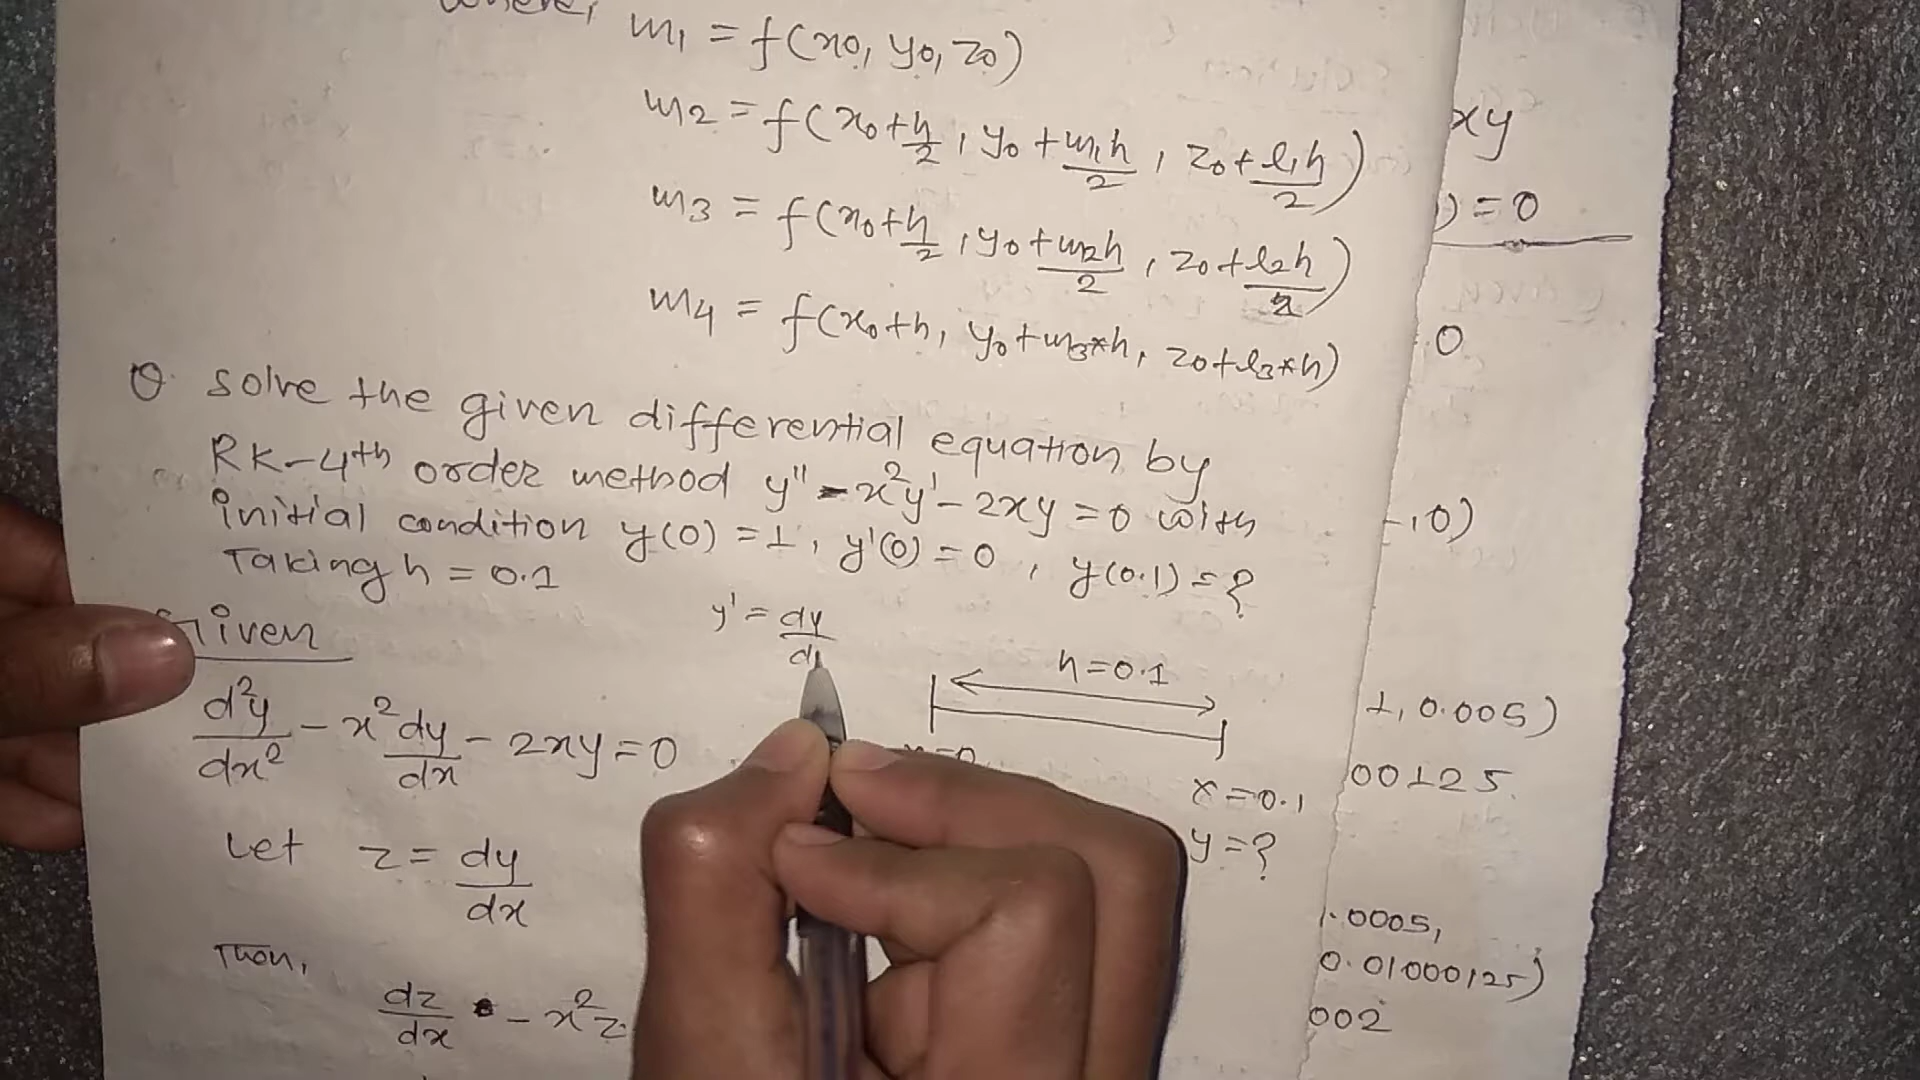 where,
m1 = f(x0, y0, z0)
m2 = f(x0+h/2, y0+m1h/2, z0+l1h/2)
m3 = f(x0+h/2, y0+m2h/2, z0+l2h/2)
m4 = f(x0+h, y0+m3*h, z0+l3*h)
Q. solve the given differential equation by
RK-4th order method y''-x²y'-2xy=0 with
initial condition y(0)=1, y'(0)=0, y(0.1)=?
Taking h=0.1
Given
y' = dy/d
d²y/dx² - x² dy/dx - 2xy=0
h=0.1
x=0.1
y=?
Let z = dy/dx
Then,
dz/dx - x²z
xy
)=0
0
,0)
1, 0.005)
00125
1.0005,
0.01000125)
002